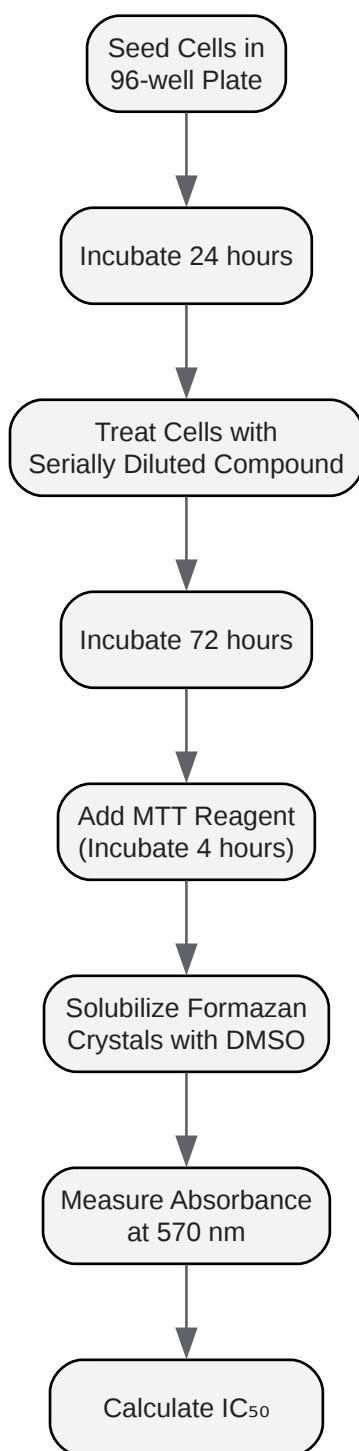 Seed Cells in
96-well Plate
Incubate 24 hours
Treat Cells with
Serially Diluted Compound
Incubate 72 hours
Add MTT Reagent
(Incubate 4 hours)
Solubilize Formazan
Crystals with DMSO
Measure Absorbance
at 570 nm
Calculate IC₅₀